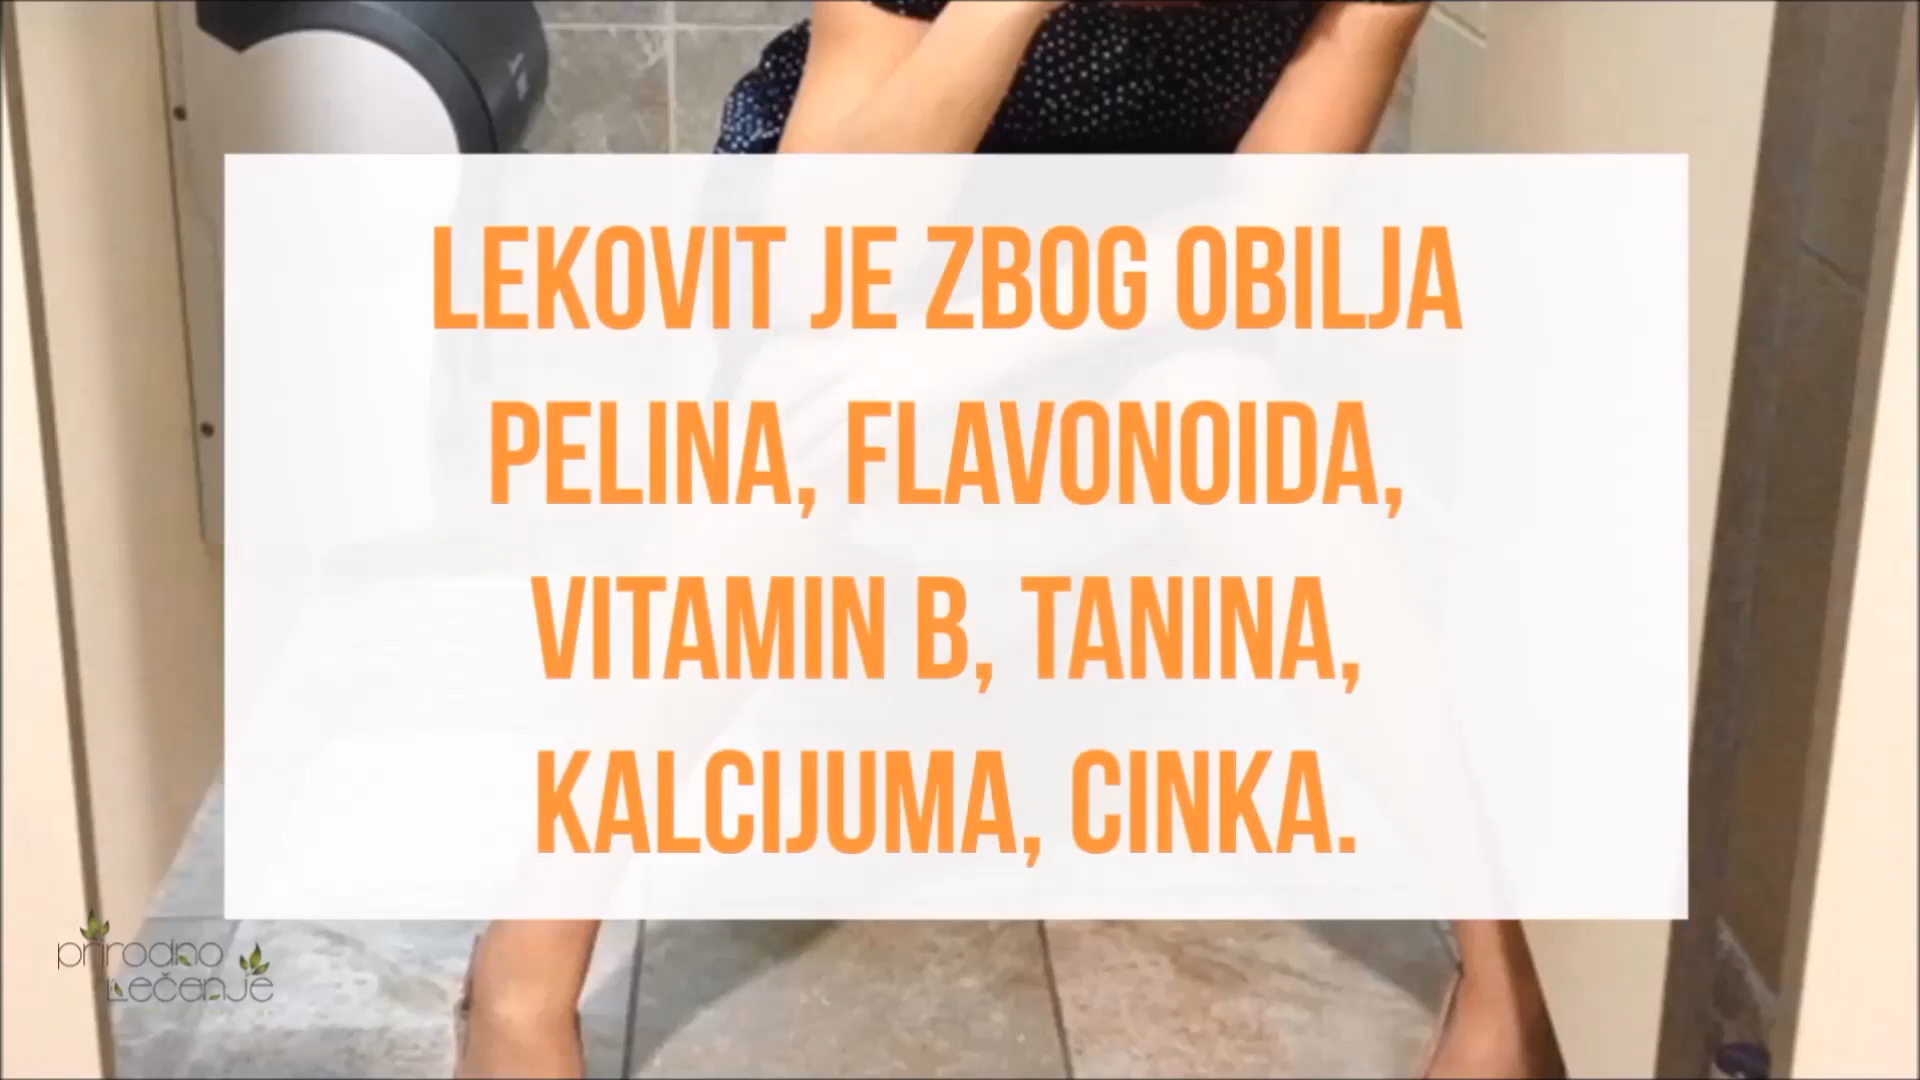 LEKOVIT JE ZBOG OBILJA
PELINA, FLAVONOIDA,
VITAMIN B, TANINA,
KALCIJUMA, CINKA.
prirodno
Lečenje